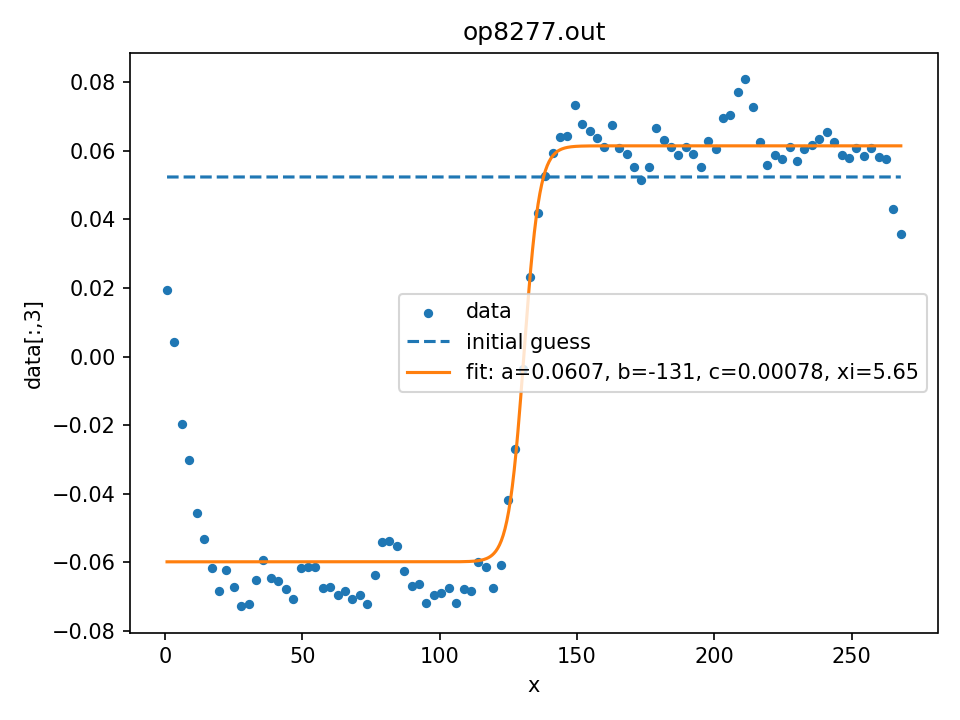 op8277.out
0.08
0.06
0.04
0.02
0.00
−0.02
−0.04
−0.06
−0.08
data[:,3]
data
initial guess
fit: a=0.0607, b=-131, c=0.00078, xi=5.65
0 50 100 150 200 250
x